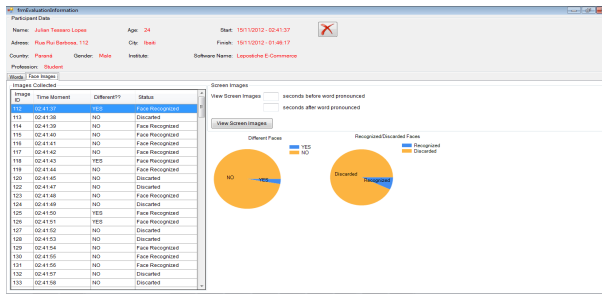 frmEvaluationInformation
Participant Data
Name: Julian Tessaro Lopes Age: 24 Start: 15/11/2012 - 02:41:37
Adress: Rua Rui Barbosa, 112 City: Ibaiti Finish: 15/11/2012 - 01:46:17
County: Paraná Gender: Male Institute: Software Name: Lepostiche E-Commerce
Profession: Student
Words Face Images
Images Collected
Image ID Time Moment Different?? Status
112 02:41:37 YES Face Recognized
113 02:41:38 NO Discarted
114 02:41:39 NO Face Recognized
115 02:41:40 NO Face Recognized
116 02:41:41 NO Face Recognized
117 02:41:42 NO Face Recognized
118 02:41:43 YES Face Recognized
119 02:41:44 NO Face Recognized
120 02:41:45 NO Discarted
122 02:41:47 NO Discarted
123 02:41:48 NO Face Recognized
124 02:41:49 NO Discarted
125 02:41:50 YES Face Recognized
126 02:41:51 YES Face Recognized
127 02:41:52 NO Discarted
128 02:41:53 NO Discarted
129 02:41:54 NO Face Recognized
130 02:41:55 NO Face Recognized
131 02:41:56 NO Face Recognized
132 02:41:57 NO Discarted
133 02:41:58 NO Discarted
Screen Images
View Screen Images seconds before word pronounced
seconds after word pronounced
View Screen Images
Different Faces
YES
NO
NO
YES
Recognized/Discarded Faces
Recognized
Discarded
Discarded
Recognized